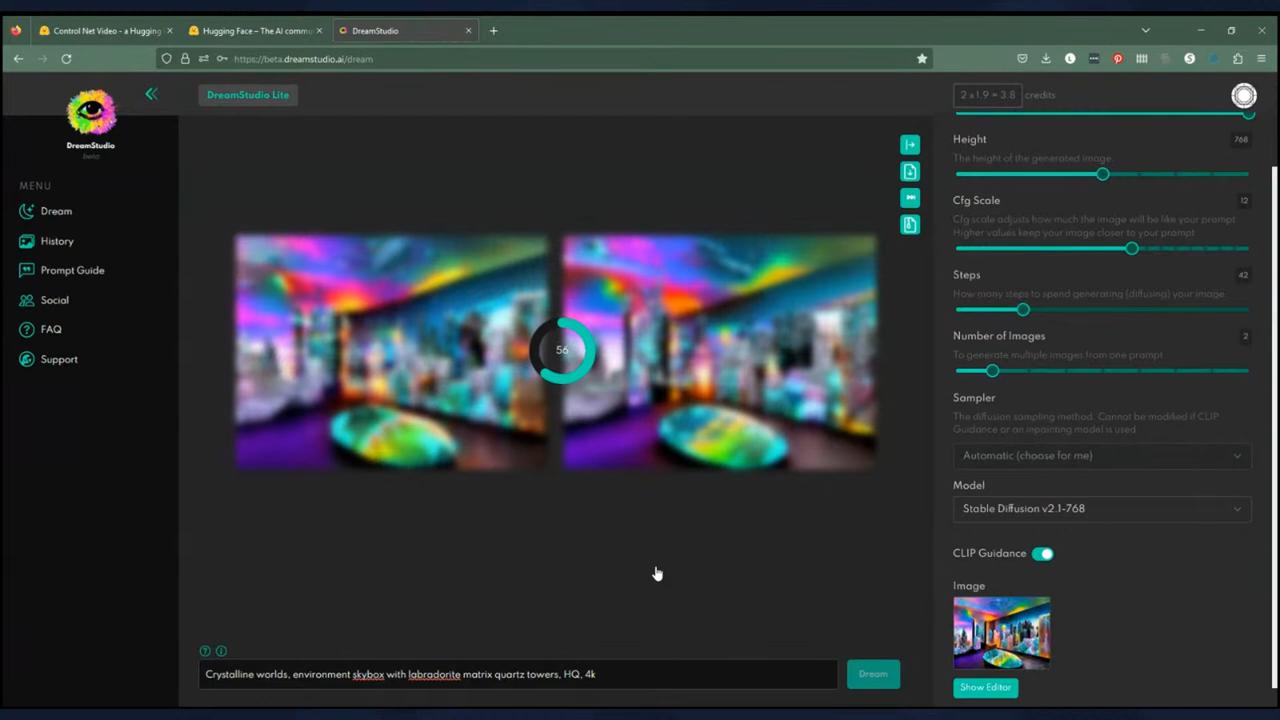 Control Net Video - a Hugging
Hugging Face – The AI commu
DreamStudio
https://beta.dreamstudio.ai/dream
DreamStudio
beta
DreamStudio Lite
2 x 1.9 = 3.8 credits
MENU
Dream
History
Prompt Guide
Social
FAQ
Support
56
Height 768
The height of the generated image.
Cfg Scale 12
Cfg scale adjusts how much the image will be like your prompt.
Higher values keep your image closer to your prompt
Steps 42
How many steps to spend generating (diffusing) your image.
Number of Images 2
To generate multiple images from one prompt
Sampler
The diffusion sampling method. Cannot be modified if CLIP
Guidance or an inpainting model is used
Automatic (choose for me)
Model
Stable Diffusion v2.1-768
CLIP Guidance
Image
Show Editor
Crystalline worlds, environment skybox with labradorite matrix quartz towers, HQ, 4k
Dream